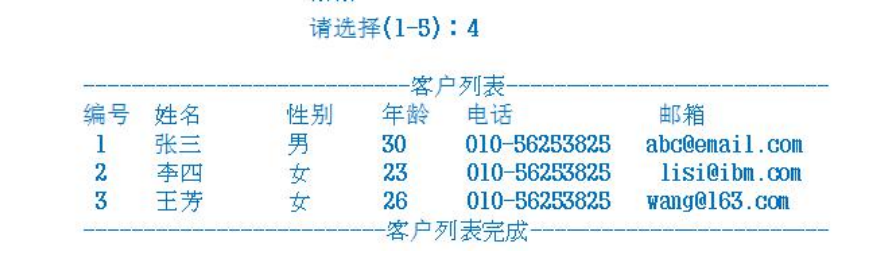 请选择(1-5)：4
---------------------------客户列表---------------------------
编号 姓名 性别 年龄 电话 邮箱
1 张三 男 30 010-56253825 abc@email.com
2 李四 女 23 010-56253825 lisi@ibm.com
3 王芳 女 26 010-56253825 wang@163.com
-------------------------客户列表完成-------------------------